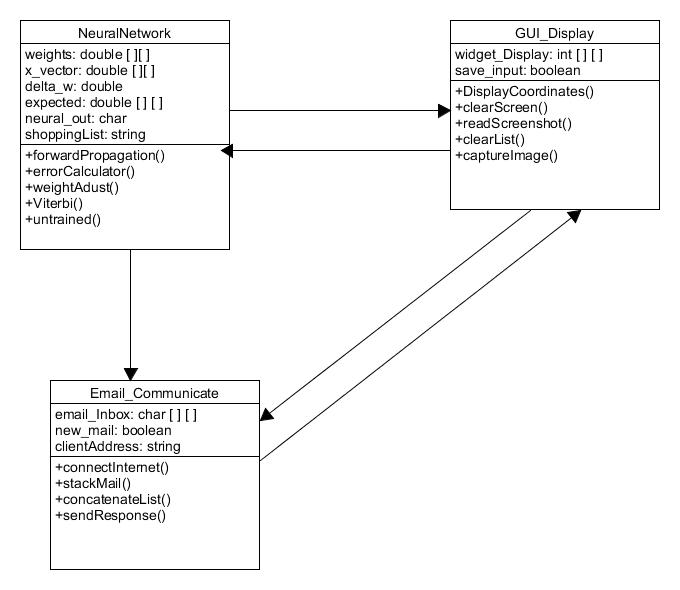 NeuralNetwork
weights: double [ ][ ]
x_vector: double [ ][ ]
delta_w: double
expected: double [ ] [ ]
neural_out: char
shoppingList: string
+forwardPropagation()
+errorCalculator()
+weightAdust()
+Viterbi()
+untrained()
GUI_Display
widget_Display: int [ ] [ ]
save_input: boolean
+DisplayCoordinates()
+clearScreen()
+readScreenshot()
+clearList()
+captureImage()
Email_Communicate
email_Inbox: char [ ] [ ]
new_mail: boolean
clientAddress: string
+connectInternet()
+stackMail()
+concatenateList()
+sendResponse()